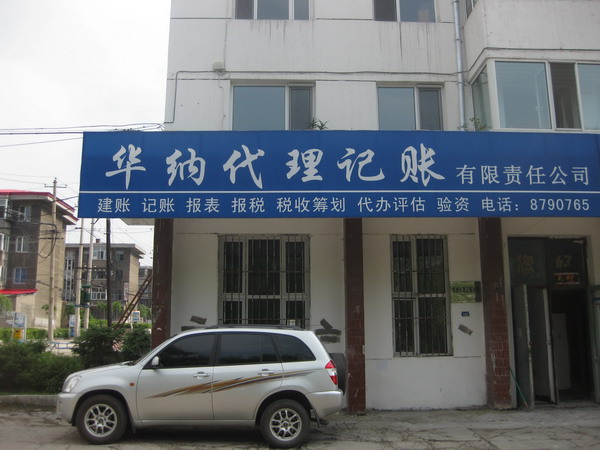 华纳代理记账有限责任公司
建账 记账 报表 报税 税收筹划 代办评估 验资 电话：8790765